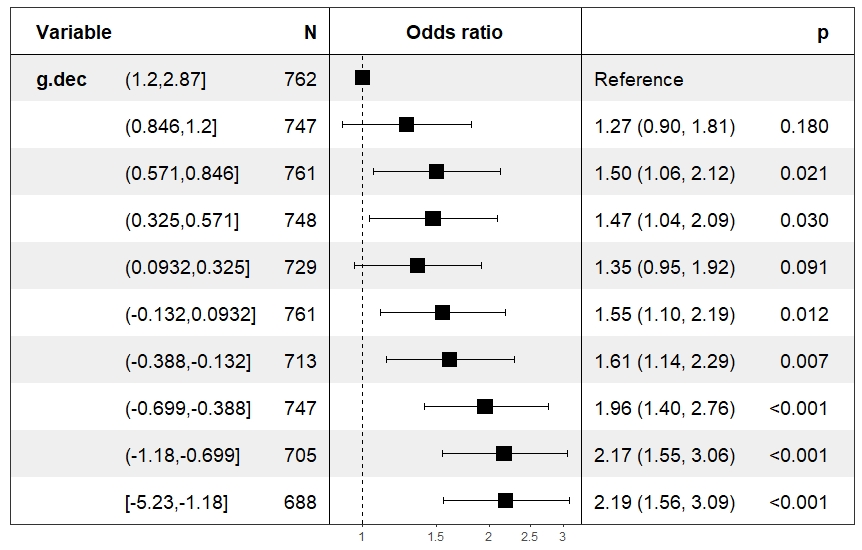 Variable N Odds ratio p
g.dec (1.2,2.87] 762 Reference
(0.846,1.2] 747 1.27 (0.90, 1.81) 0.180
(0.571,0.846] 761 1.50 (1.06, 2.12) 0.021
(0.325,0.571] 748 1.47 (1.04, 2.09) 0.030
(0.0932,0.325] 729 1.35 (0.95, 1.92) 0.091
(-0.132,0.0932] 761 1.55 (1.10, 2.19) 0.012
(-0.388,-0.132] 713 1.61 (1.14, 2.29) 0.007
(-0.699,-0.388] 747 1.96 (1.40, 2.76) <0.001
(-1.18,-0.699] 705 2.17 (1.55, 3.06) <0.001
[-5.23,-1.18] 688 2.19 (1.56, 3.09) <0.001
1 1.5 2 2.5 3